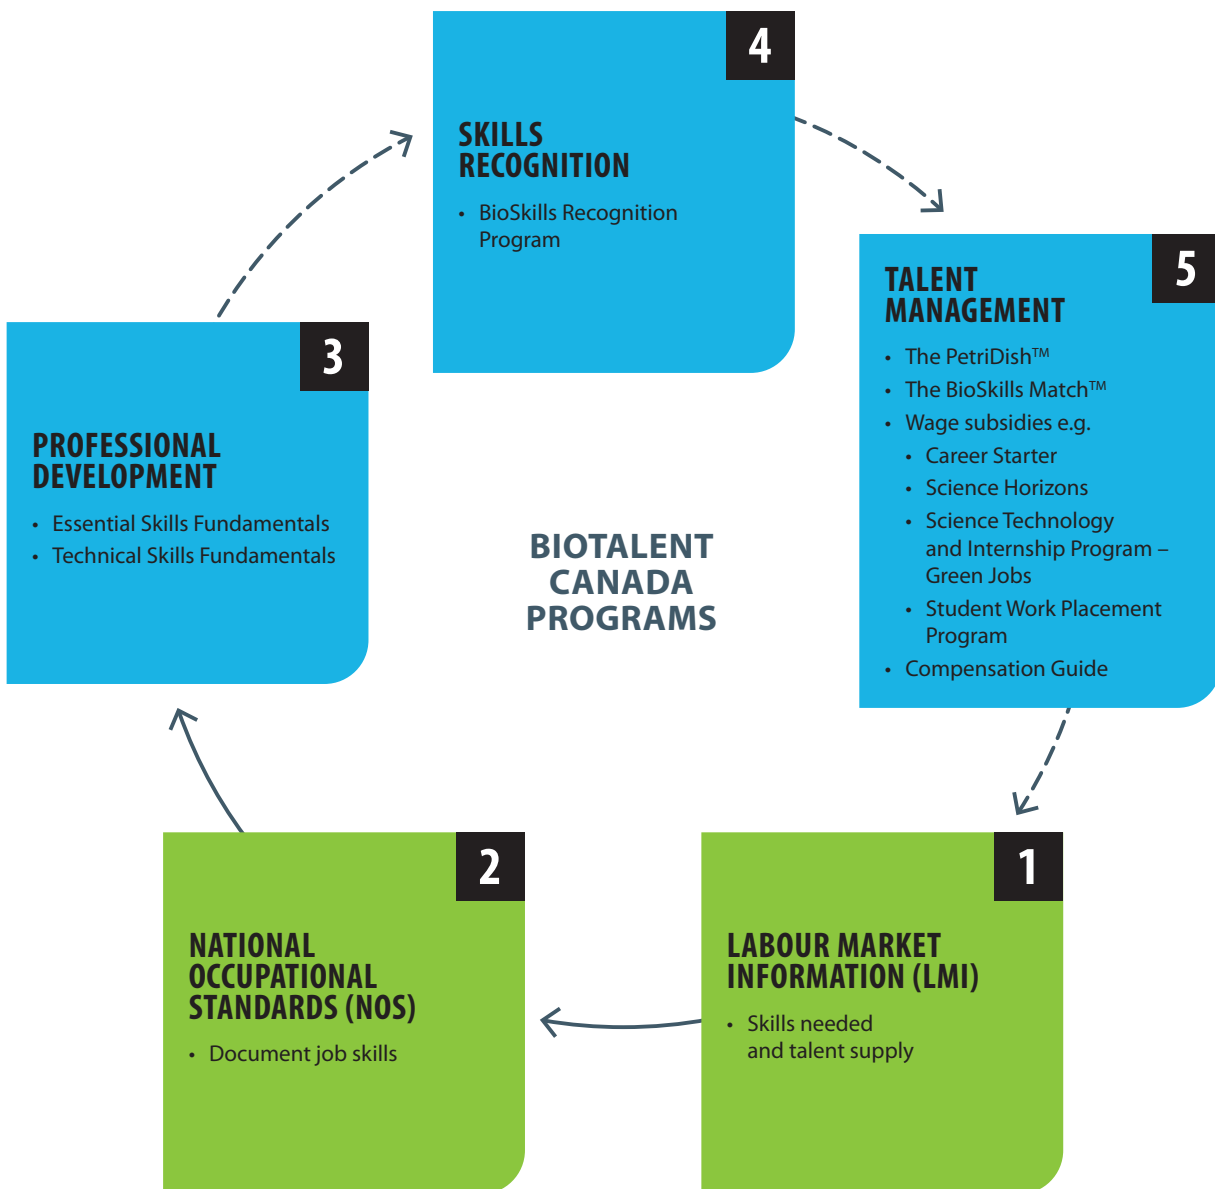 4
SKILLS
RECOGNITION
• BioSkills Recognition
Program
5
TALENT
MANAGEMENT
• The PetriDish™
• The BioSkills Match™
• Wage subsidies e.g.
• Career Starter
• Science Horizons
• Science Technology
and Internship Program –
Green Jobs
• Student Work Placement
Program
• Compensation Guide
3
PROFESSIONAL
DEVELOPMENT
• Essential Skills Fundamentals
• Technical Skills Fundamentals
BIOTALENT
CANADA
PROGRAMS
2
NATIONAL
OCCUPATIONAL
STANDARDS (NOS)
• Document job skills
1
LABOUR MARKET
INFORMATION (LMI)
• Skills needed
and talent supply